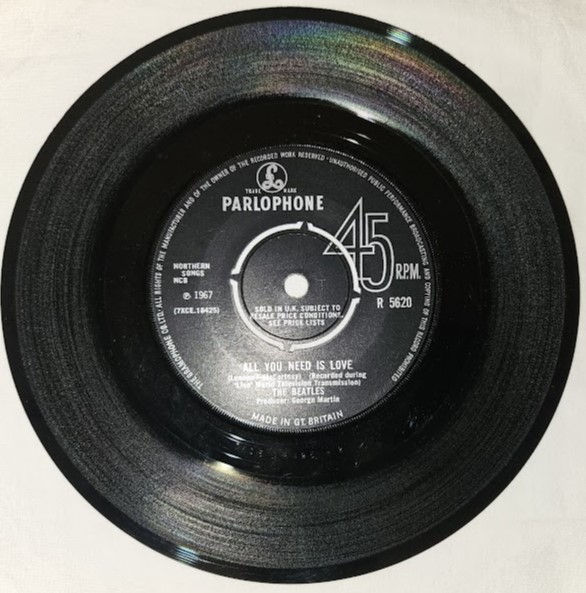 THE GRAMOPHONE CO. LTD. ALL RIGHTS OF THE MANUFACTURER AND OF THE OWNER OF THE RECORDED WORK RESERVED · UNAUTHORISED PUBLIC PERFORMANCE BROADCASTING AND COPYING OF THIS RECORD PROHIBITED
TRADE MARK
PARLOPHONE
45
R.P.M.
NORTHERN
SONGS
NCB
℗ 1967
(7XCE.18425)
R 5620
SOLD IN U.K. SUBJECT TO
RESALE PRICE CONDITIONS,
SEE PRICE LISTS
ALL YOU NEED IS LOVE
(Lennon—McCartney) (Recorded during
"Live" World Television Transmission)
THE BEATLES
Producer: George Martin
MADE IN GT. BRITAIN